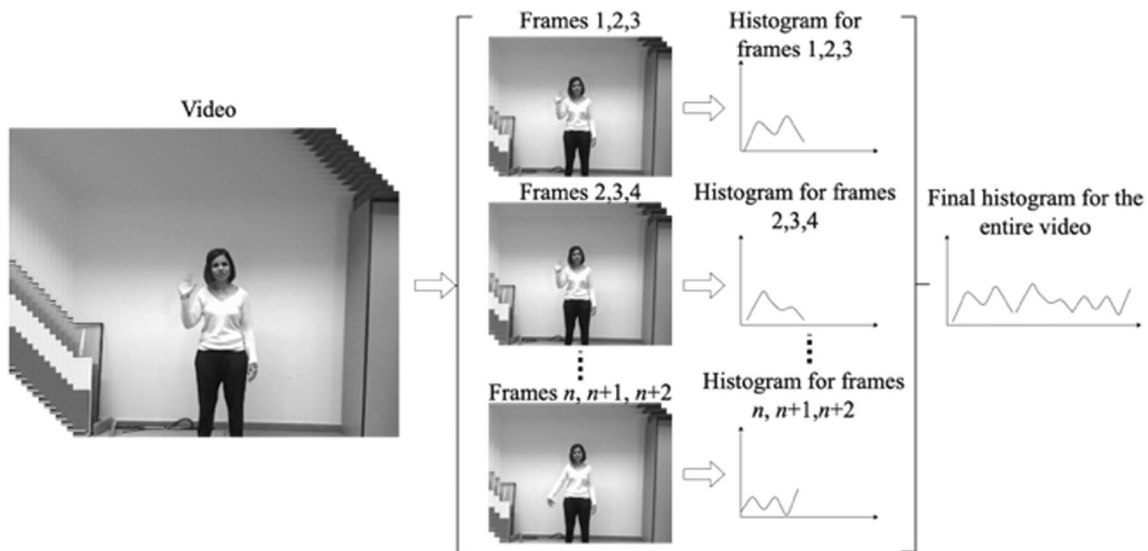 Video
Frames 1,2,3
Histogram for
frames 1,2,3
Frames 2,3,4
Histogram for frames
2,3,4
Frames n, n+1, n+2
Histogram for frames
n, n+1,n+2
Final histogram for the
entire video